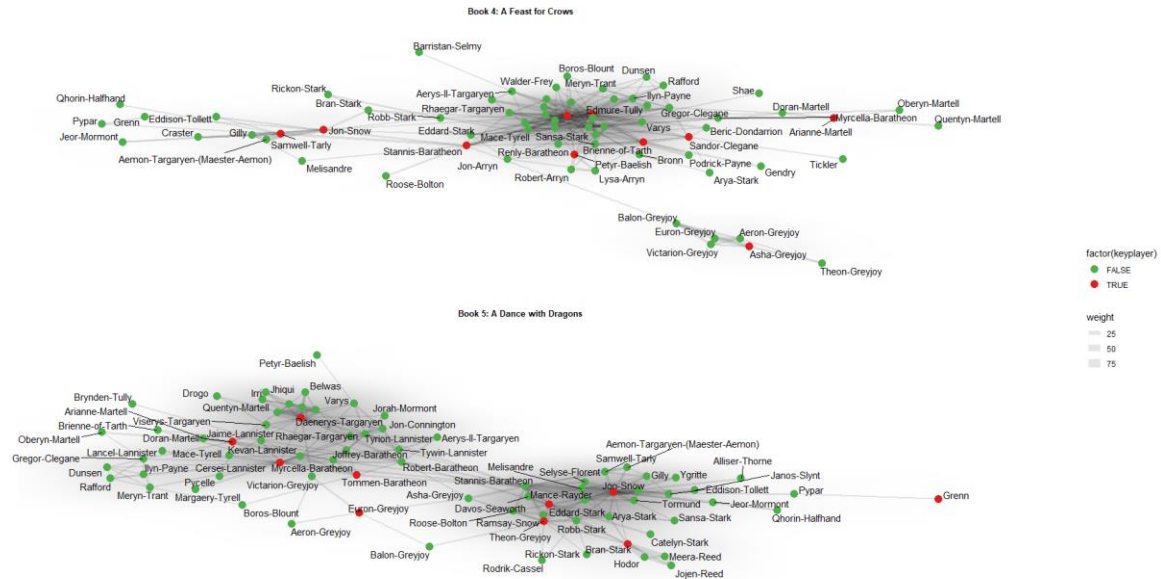 Book 4: A Feast for Crows
Barristan-Selmy
Boros-Blount
Dunsen
Walder-Frey
Meryn-Trant
Rafford
Rickon-Stark
Aerys-II-Targaryen
Ilyn-Payne
Shae
Qhorin-Halfhand
Bran-Stark
Rhaegar-Targaryen
Edmure-Tully
Gregor-Clegane
Doran-Martell
Oberyn-Martell
Pypar
Grenn
Eddison-Tollett
Robb-Stark
Myrcella-Baratheon
Jeor-Mormont
Craster
Gilly
Jon-Snow
Eddard-Stark
Mace-Tyrell
Sansa-Stark
Varys
Beric-Dondarrion
Arianne-Martell
Quentyn-Martell
Samwell-Tarly
Stannis-Baratheon
Renly-Baratheon
Brienne-of-Tarth
Sandor-Clegane
Aemon-Targaryen-(Maester-Aemon)
Jon-Arryn
Petyr-Baelish
Bronn
Podrick-Payne
Tickler
Melisandre
Robert-Arryn
Lysa-Arryn
Gendry
Roose-Bolton
Arya-Stark
Balon-Greyjoy
Euron-Greyjoy
Aeron-Greyjoy
Victarion-Greyjoy
Asha-Greyjoy
Theon-Greyjoy
factor(keyplayer)
FALSE
TRUE
weight
25
50
75
Book 5: A Dance with Dragons
Petyr-Baelish
Drogo
Irri
Jhiqui
Belwas
Brynden-Tully
Varys
Arianne-Martell
Quentyn-Martell
Jorah-Mormont
Brienne-of-Tarth
Viserys-Targaryen
Daenerys-Targaryen
Jon-Connington
Oberyn-Martell
Doran-Martell
Jaime-Lannister
Rhaegar-Targaryen
Tyrion-Lannister
Aerys-II-Targaryen
Lancel-Lannister
Mace-Tyrell
Kevan-Lannister
Joffrey-Baratheon
Tywin-Lannister
Gregor-Clegane
Ilyn-Payne
Cersei-Lannister
Myrcella-Baratheon
Robert-Baratheon
Dunsen
Pycelle
Tommen-Baratheon
Rafford
Meryn-Trant
Margaery-Tyrell
Victarion-Greyjoy
Boros-Blount
Euron-Greyjoy
Aeron-Greyjoy
Balon-Greyjoy
Aemon-Targaryen-(Maester-Aemon)
Melisandre
Samwell-Tarly
Alliser-Thorne
Stannis-Baratheon
Selyse-Florent
Gilly
Ygritte
Janos-Slynt
Asha-Greyjoy
Mance-Rayder
Jon-Snow
Eddison-Tollett
Pypar
Grenn
Davos-Seaworth
Eddard-Stark
Tormund
Jeor-Mormont
Roose-Bolton
Ramsay-Snow
Arya-Stark
Sansa-Stark
Qhorin-Halfhand
Theon-Greyjoy
Robb-Stark
Catelyn-Stark
Rickon-Stark
Bran-Stark
Meera-Reed
Rodrik-Cassel
Hodor
Jojen-Reed